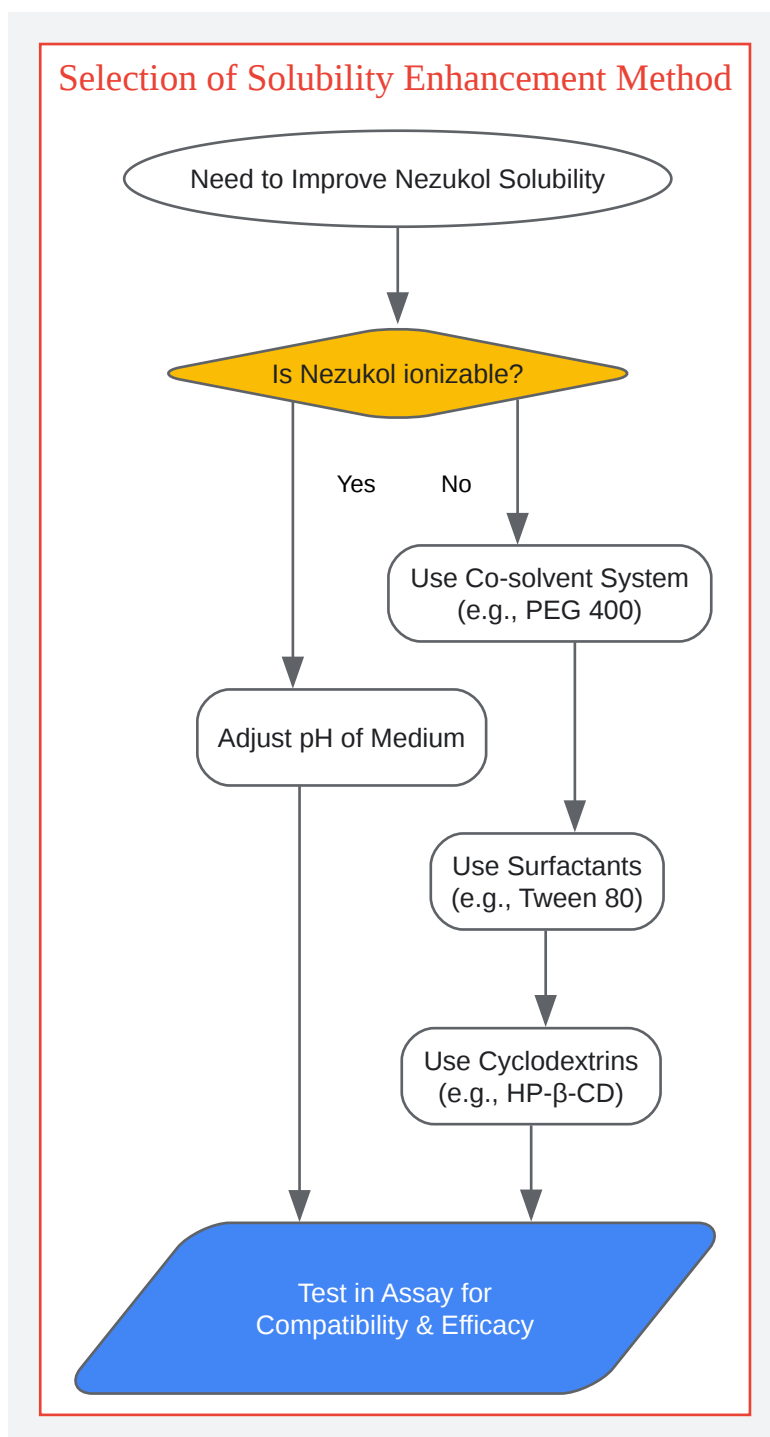 Selection of Solubility Enhancement Method
Need to Improve Nezukol Solubility
Is Nezukol ionizable?
Yes
No
Use Co-solvent System
(e.g., PEG 400)
Adjust pH of Medium
Use Surfactants
(e.g., Tween 80)
Use Cyclodextrins
(e.g., HP-β-CD)
Test in Assay for
Compatibility & Efficacy